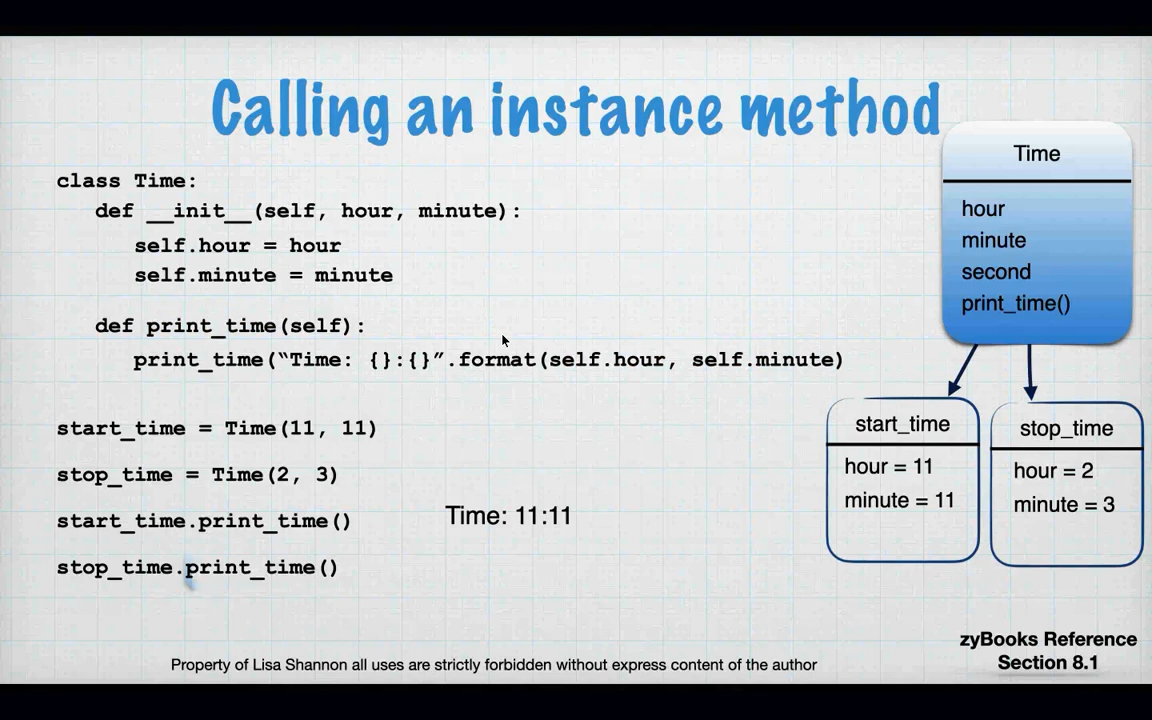 Calling an instance method
class Time:
def __init__(self, hour, minute):
self.hour = hour
self.minute = minute
def print_time(self):
print_time(“Time: {}:{}”.format(self.hour, self.minute)
start_time = Time(11, 11)
stop_time = Time(2, 3)
start_time.print_time()
Time: 11:11
stop_time.print_time()
Time
hour
minute
second
print_time()
start_time
hour = 11
minute = 11
stop_time
hour = 2
minute = 3
zyBooks Reference
Section 8.1
Property of Lisa Shannon all uses are strictly forbidden without express content of the author